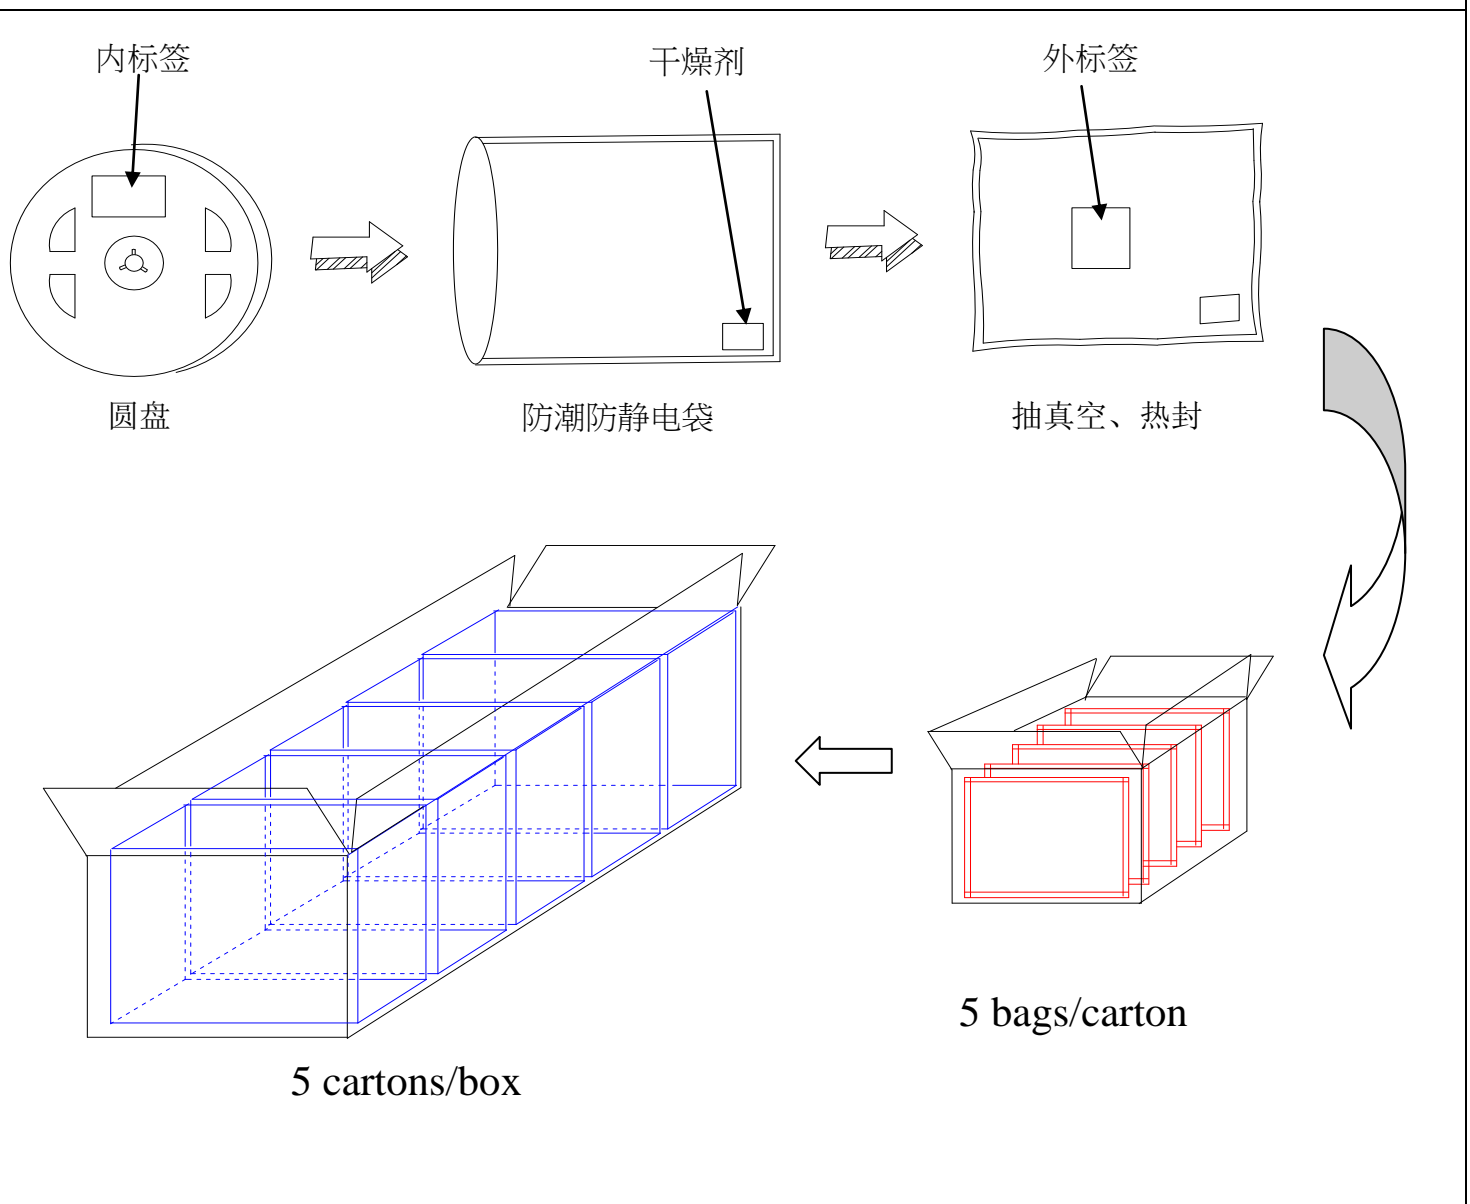 内标签
干燥剂
外标签
圆盘
防潮防静电袋
抽真空、热封
5 bags/carton
5 cartons/box